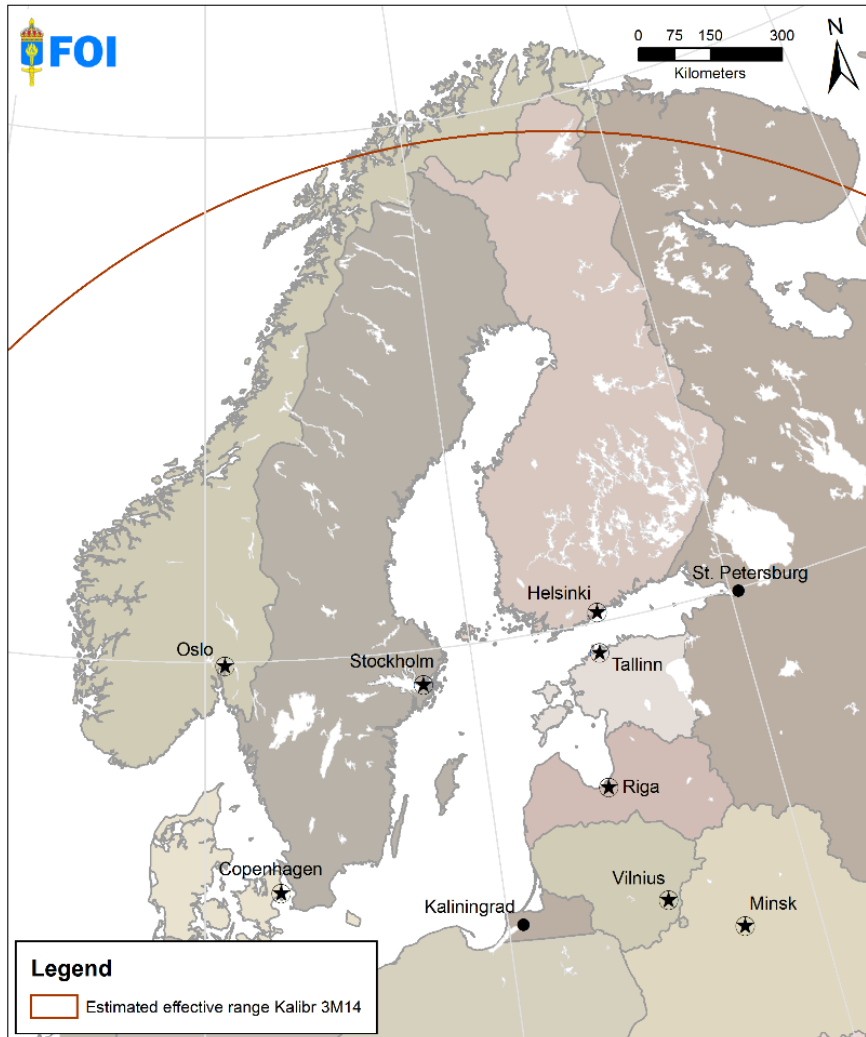 FOI
N
0 75 150 300
Kilometers
St. Petersburg
Helsinki
Oslo
Stockholm
Tallinn
Riga
Copenhagen
Vilnius
Kaliningrad
Minsk
Legend
Estimated effective range Kalibr 3M14